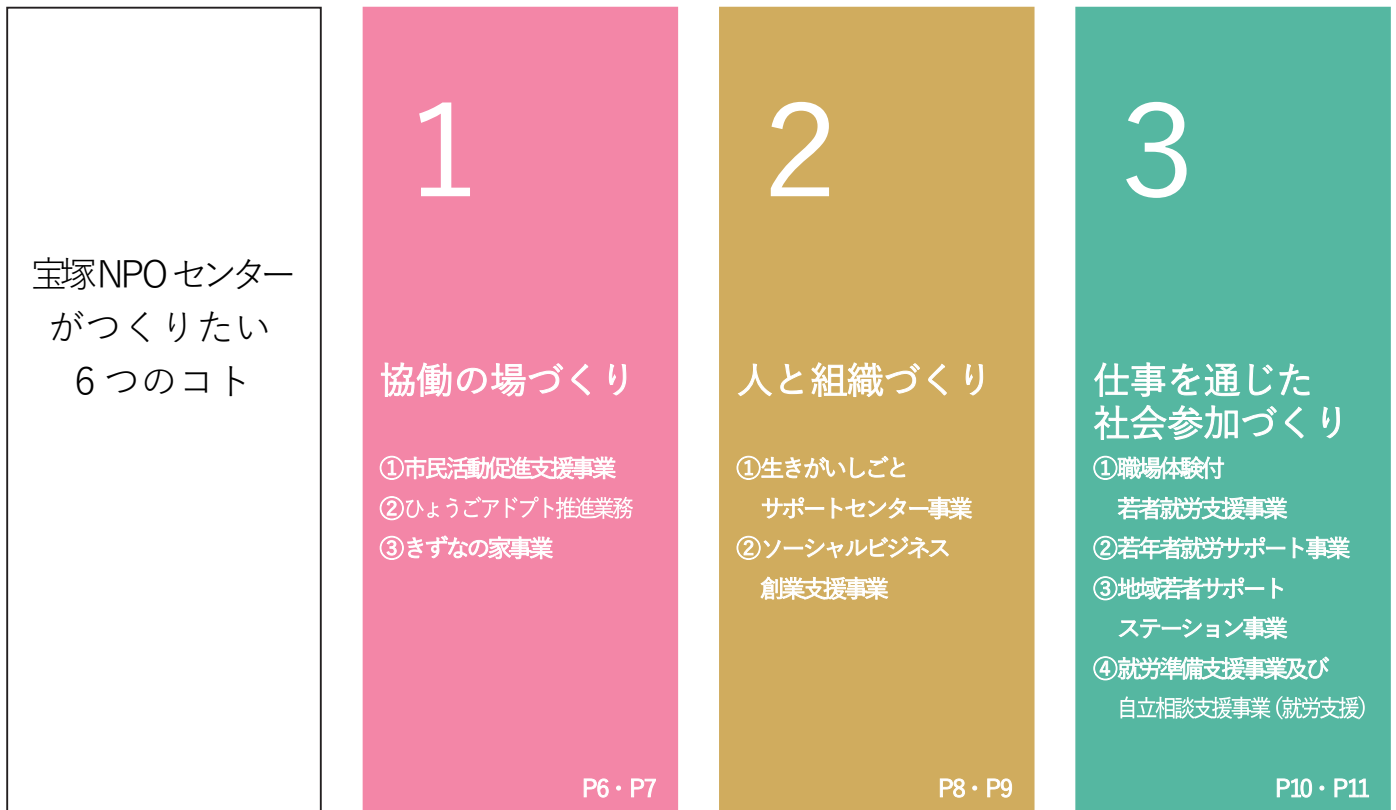 宝塚NPOセンター
がつくりたい
6つのコト
1
協働の場づくり
①市民活動促進支援事業
②ひょうごアドプト推進業務
③きずなの家事業
P6・P7
2
人と組織づくり
①生きがいしごと
サポートセンター事業
②ソーシャルビジネス
創業支援事業
P8・P9
3
仕事を通じた
社会参加づくり
①職場体験付
若者就労支援事業
②若年者就労サポート事業
③地域若者サポート
ステーション事業
④就労準備支援事業及び
自立相談支援事業（就労支援）
P10・P11